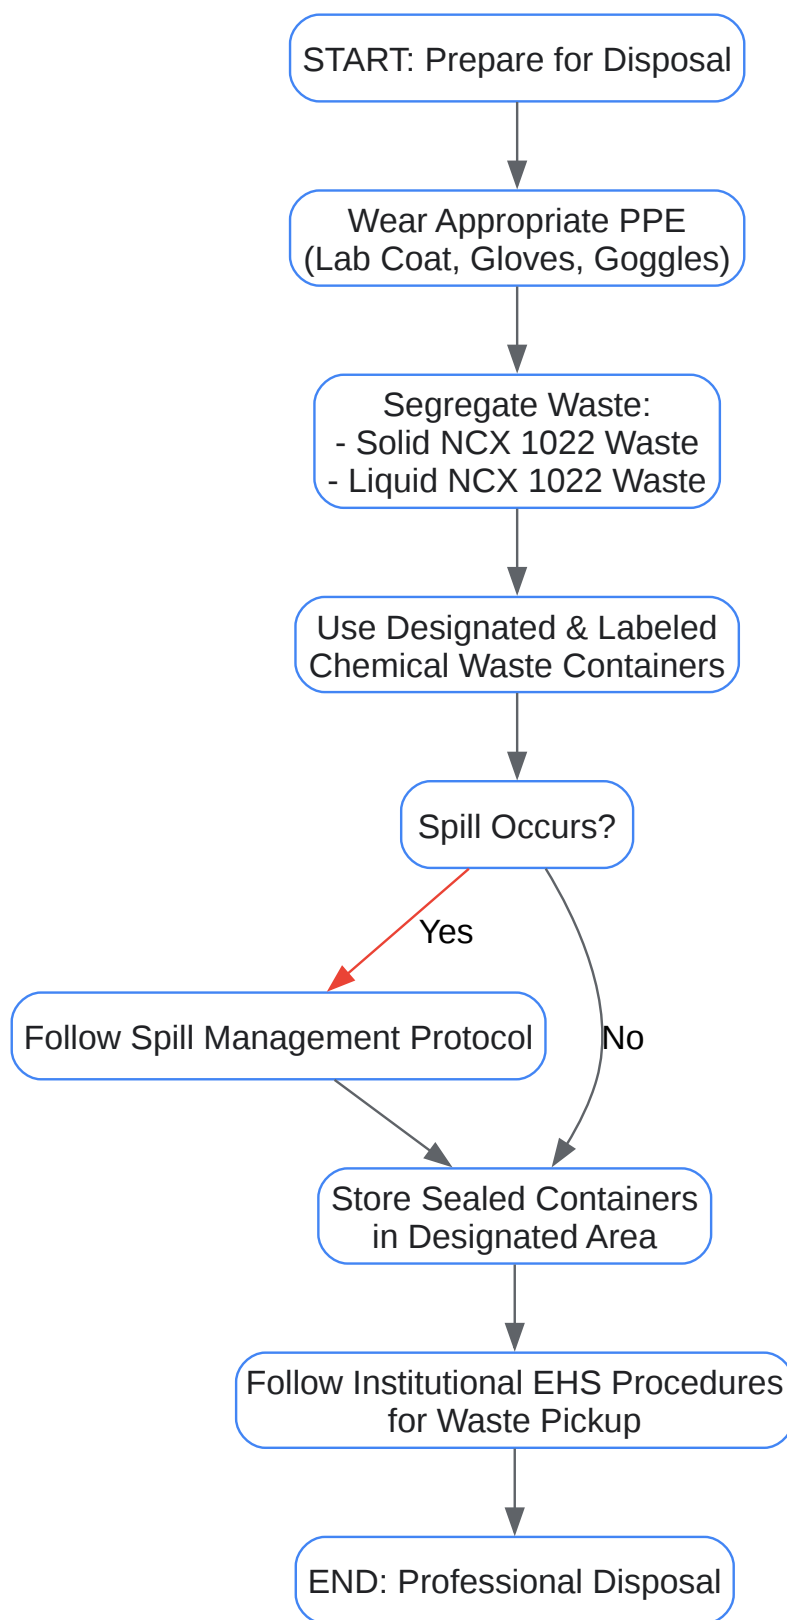 START: Prepare for Disposal
Wear Appropriate PPE
(Lab Coat, Gloves, Goggles)
Segregate Waste:
- Solid NCX 1022 Waste
- Liquid NCX 1022 Waste
Use Designated & Labeled
Chemical Waste Containers
Spill Occurs?
Yes
Follow Spill Management Protocol
No
Store Sealed Containers
in Designated Area
Follow Institutional EHS Procedures
for Waste Pickup
END: Professional Disposal